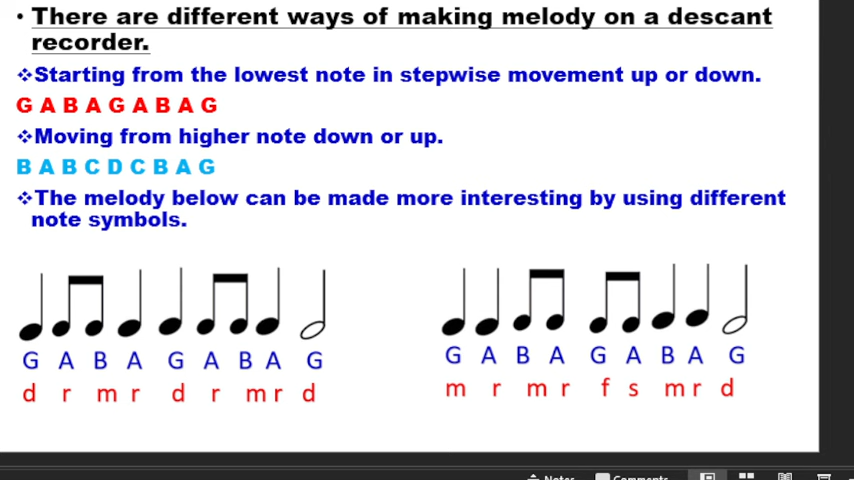 • There are different ways of making melody on a descant
recorder.
❖Starting from the lowest note in stepwise movement up or down.
G A B A G A B A G
❖Moving from higher note down or up.
B A B C D C B A G
❖The melody below can be made more interesting by using different
note symbols.
G A B A G A B A G
d r m r d r m r d
G A B A G A B A G
m r m r f s m r d
Notes Comments